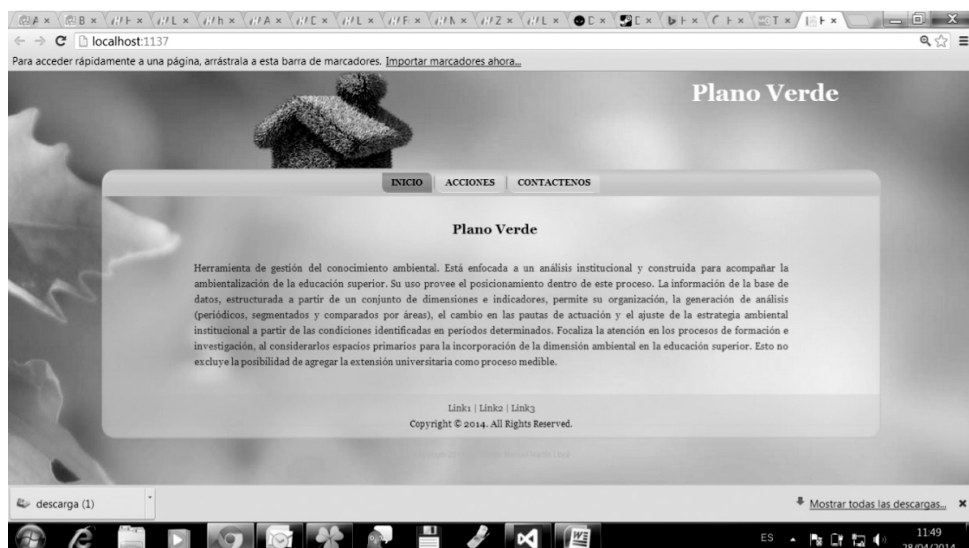 localhost:1137
Para acceder rápidamente a una página, arrástrala a esta barra de marcadores. Importar marcadores ahora...
Plano Verde
INICIO ACCIONES CONTACTENOS
Plano Verde
Herramienta de gestión del conocimiento ambiental. Está enfocada a un análisis institucional y construida para acompañar la
ambientalización de la educación superior. Su uso provee el posicionamiento dentro de este proceso. La información de la base de
datos, estructurada a partir de un conjunto de dimensiones e indicadores, permite su organización, la generación de análisis
(periódicos, segmentados y comparados por áreas), el cambio en las pautas de actuación y el ajuste de la estrategia ambiental
institucional a partir de las condiciones identificadas en periodos determinados. Focaliza la atención en los procesos de formación e
investigación, al considerarlos espacios primarios para la incorporación de la dimensión ambiental en la educación superior. Esto no
excluye la posibilidad de agregar la extensión universitaria como proceso medible.
Link1 | Link2 | Link3
Copyright © 2014. All Rights Reserved.
descarga (1)
Mostrar todas las descargas...
ES
11:49
28/04/2014